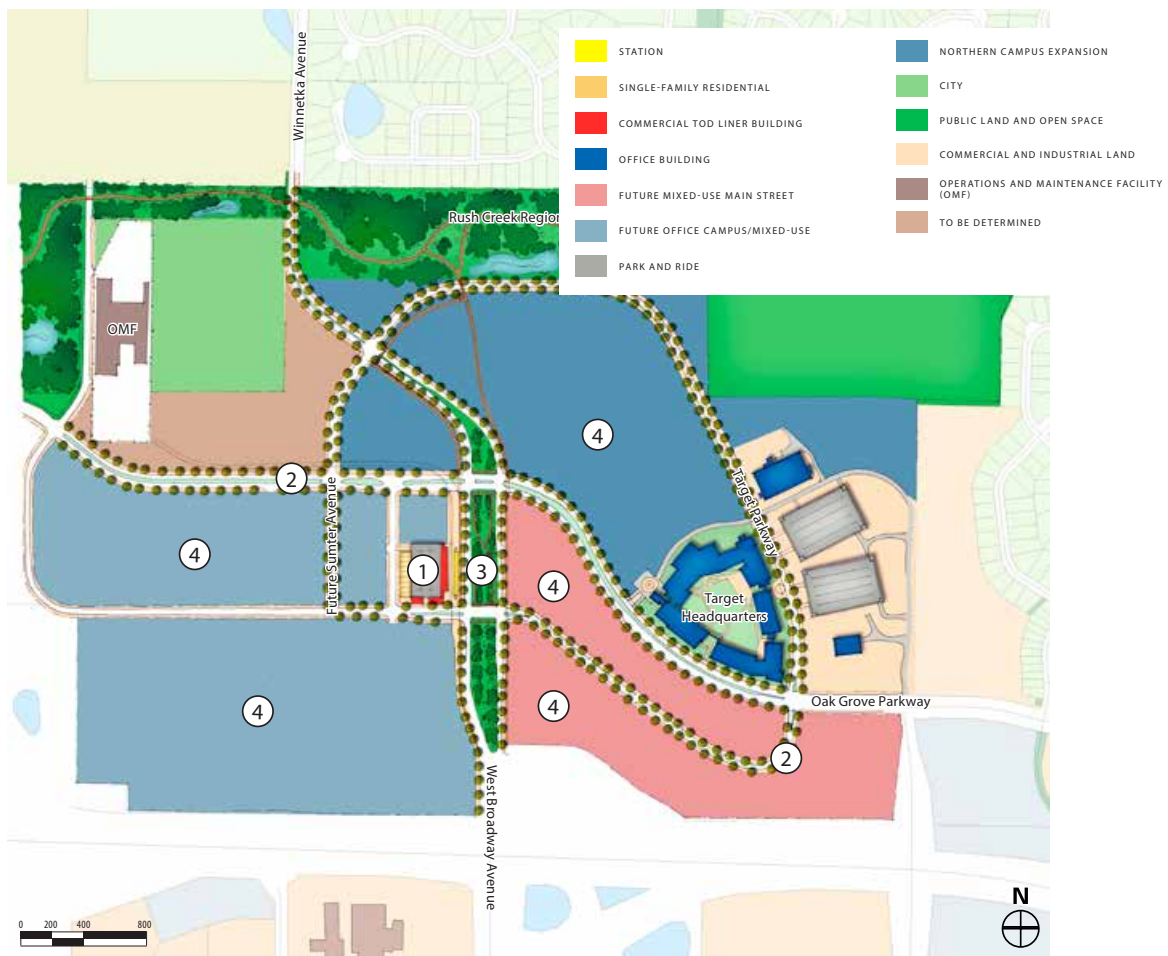 STATION
SINGLE-FAMILY RESIDENTIAL
COMMERCIAL TOD LINER BUILDING
OFFICE BUILDING
FUTURE MIXED-USE MAIN STREET
FUTURE OFFICE CAMPUS/MIXED-USE
PARK AND RIDE
NORTHERN CAMPUS EXPANSION
CITY
PUBLIC LAND AND OPEN SPACE
COMMERCIAL AND INDUSTRIAL LAND
OPERATIONS AND MAINTENANCE FACILITY
(OMF)
TO BE DETERMINED
Winnetka Avenue
Rush Creek Region
OMF
4
2
Future Sumter Avenue
Target Parkway
4
1
3
4
Target
Headquarters
4
4
Oak Grove Parkway
2
West Broadway Avenue
0 200 400 800
N